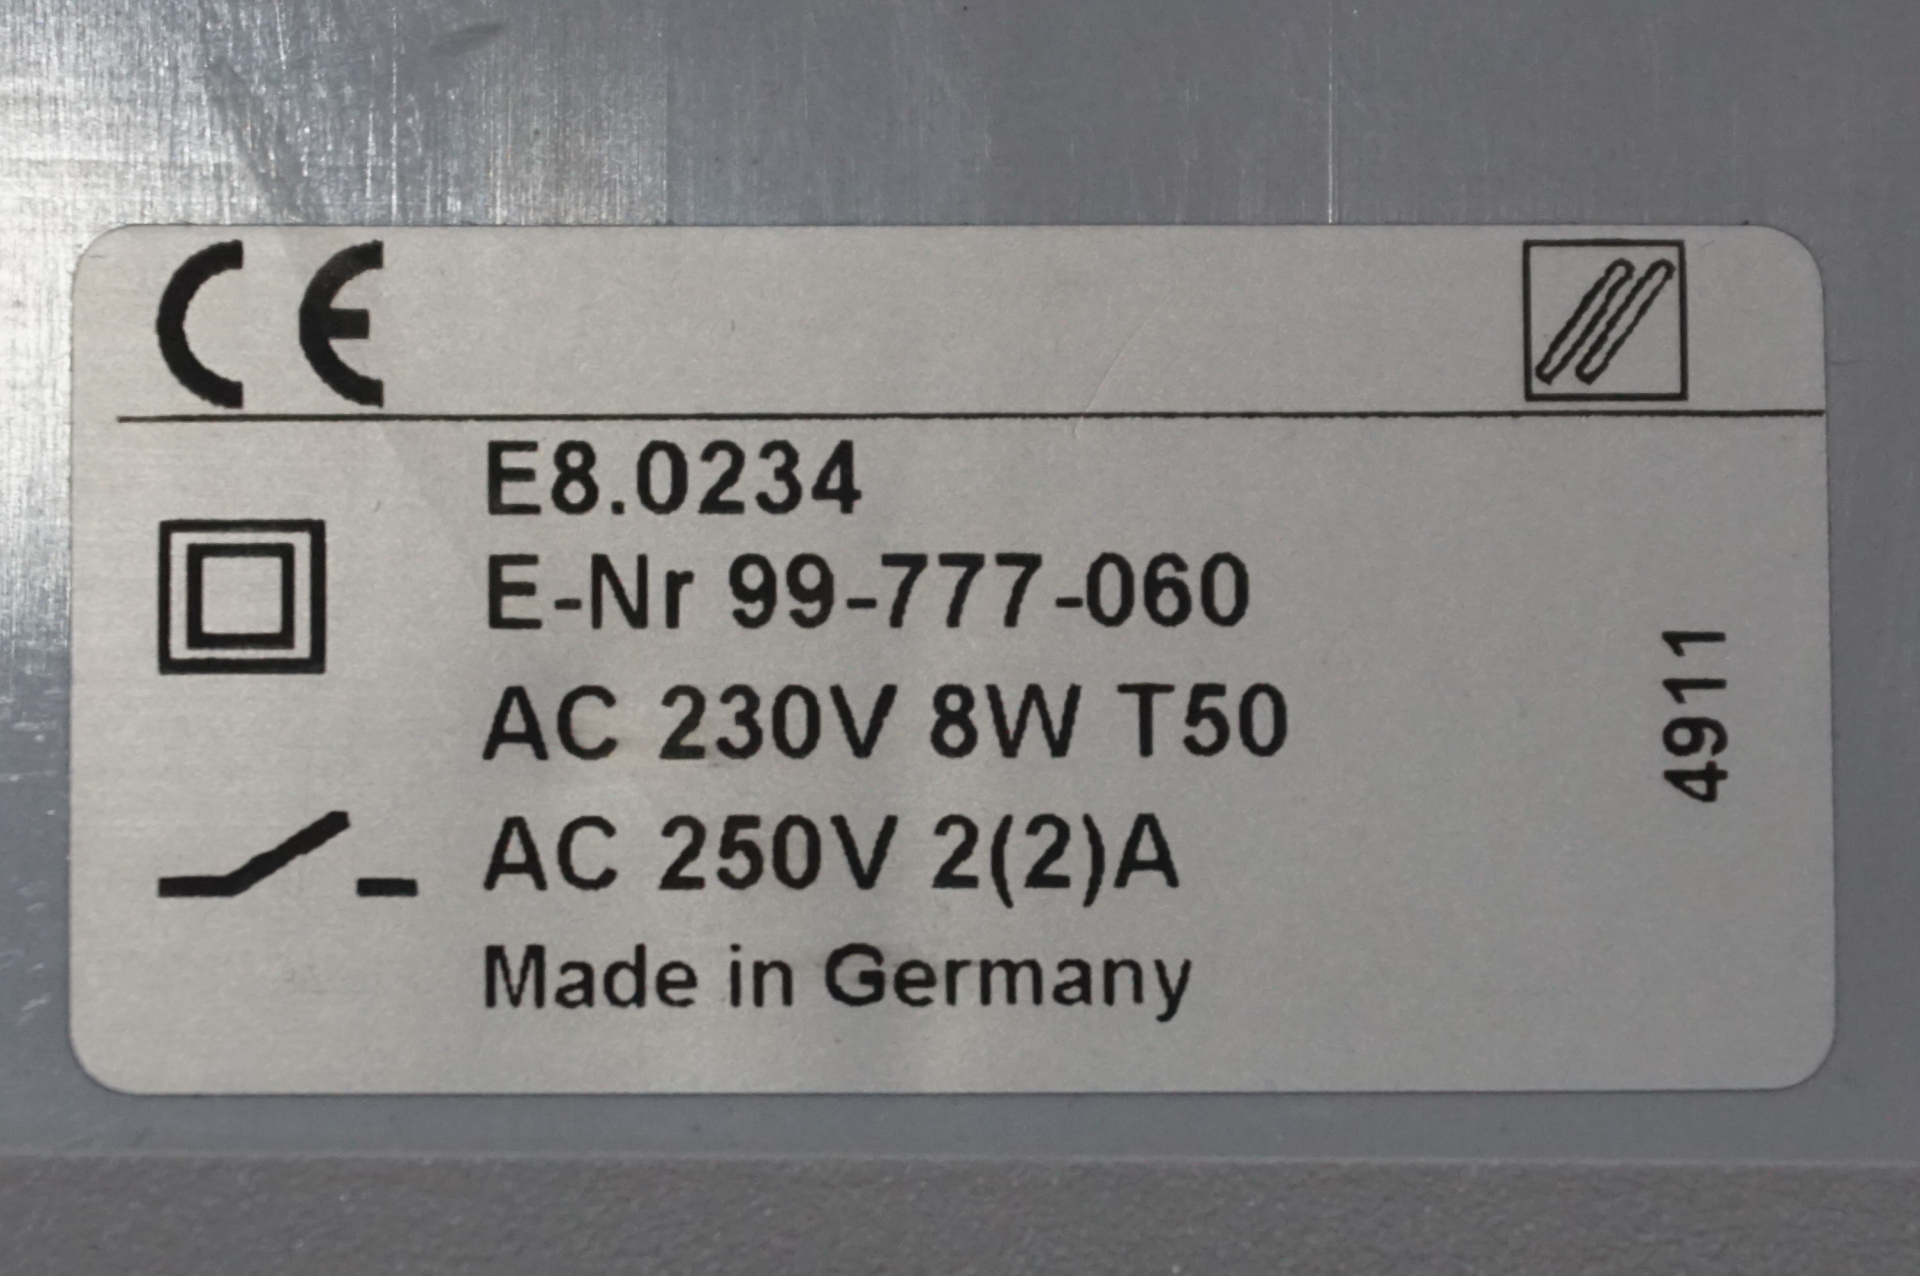 CE
E8.0234
E-Nr 99-777-060
AC 230V 8W T50
AC 250V 2(2)A
Made in Germany
4911